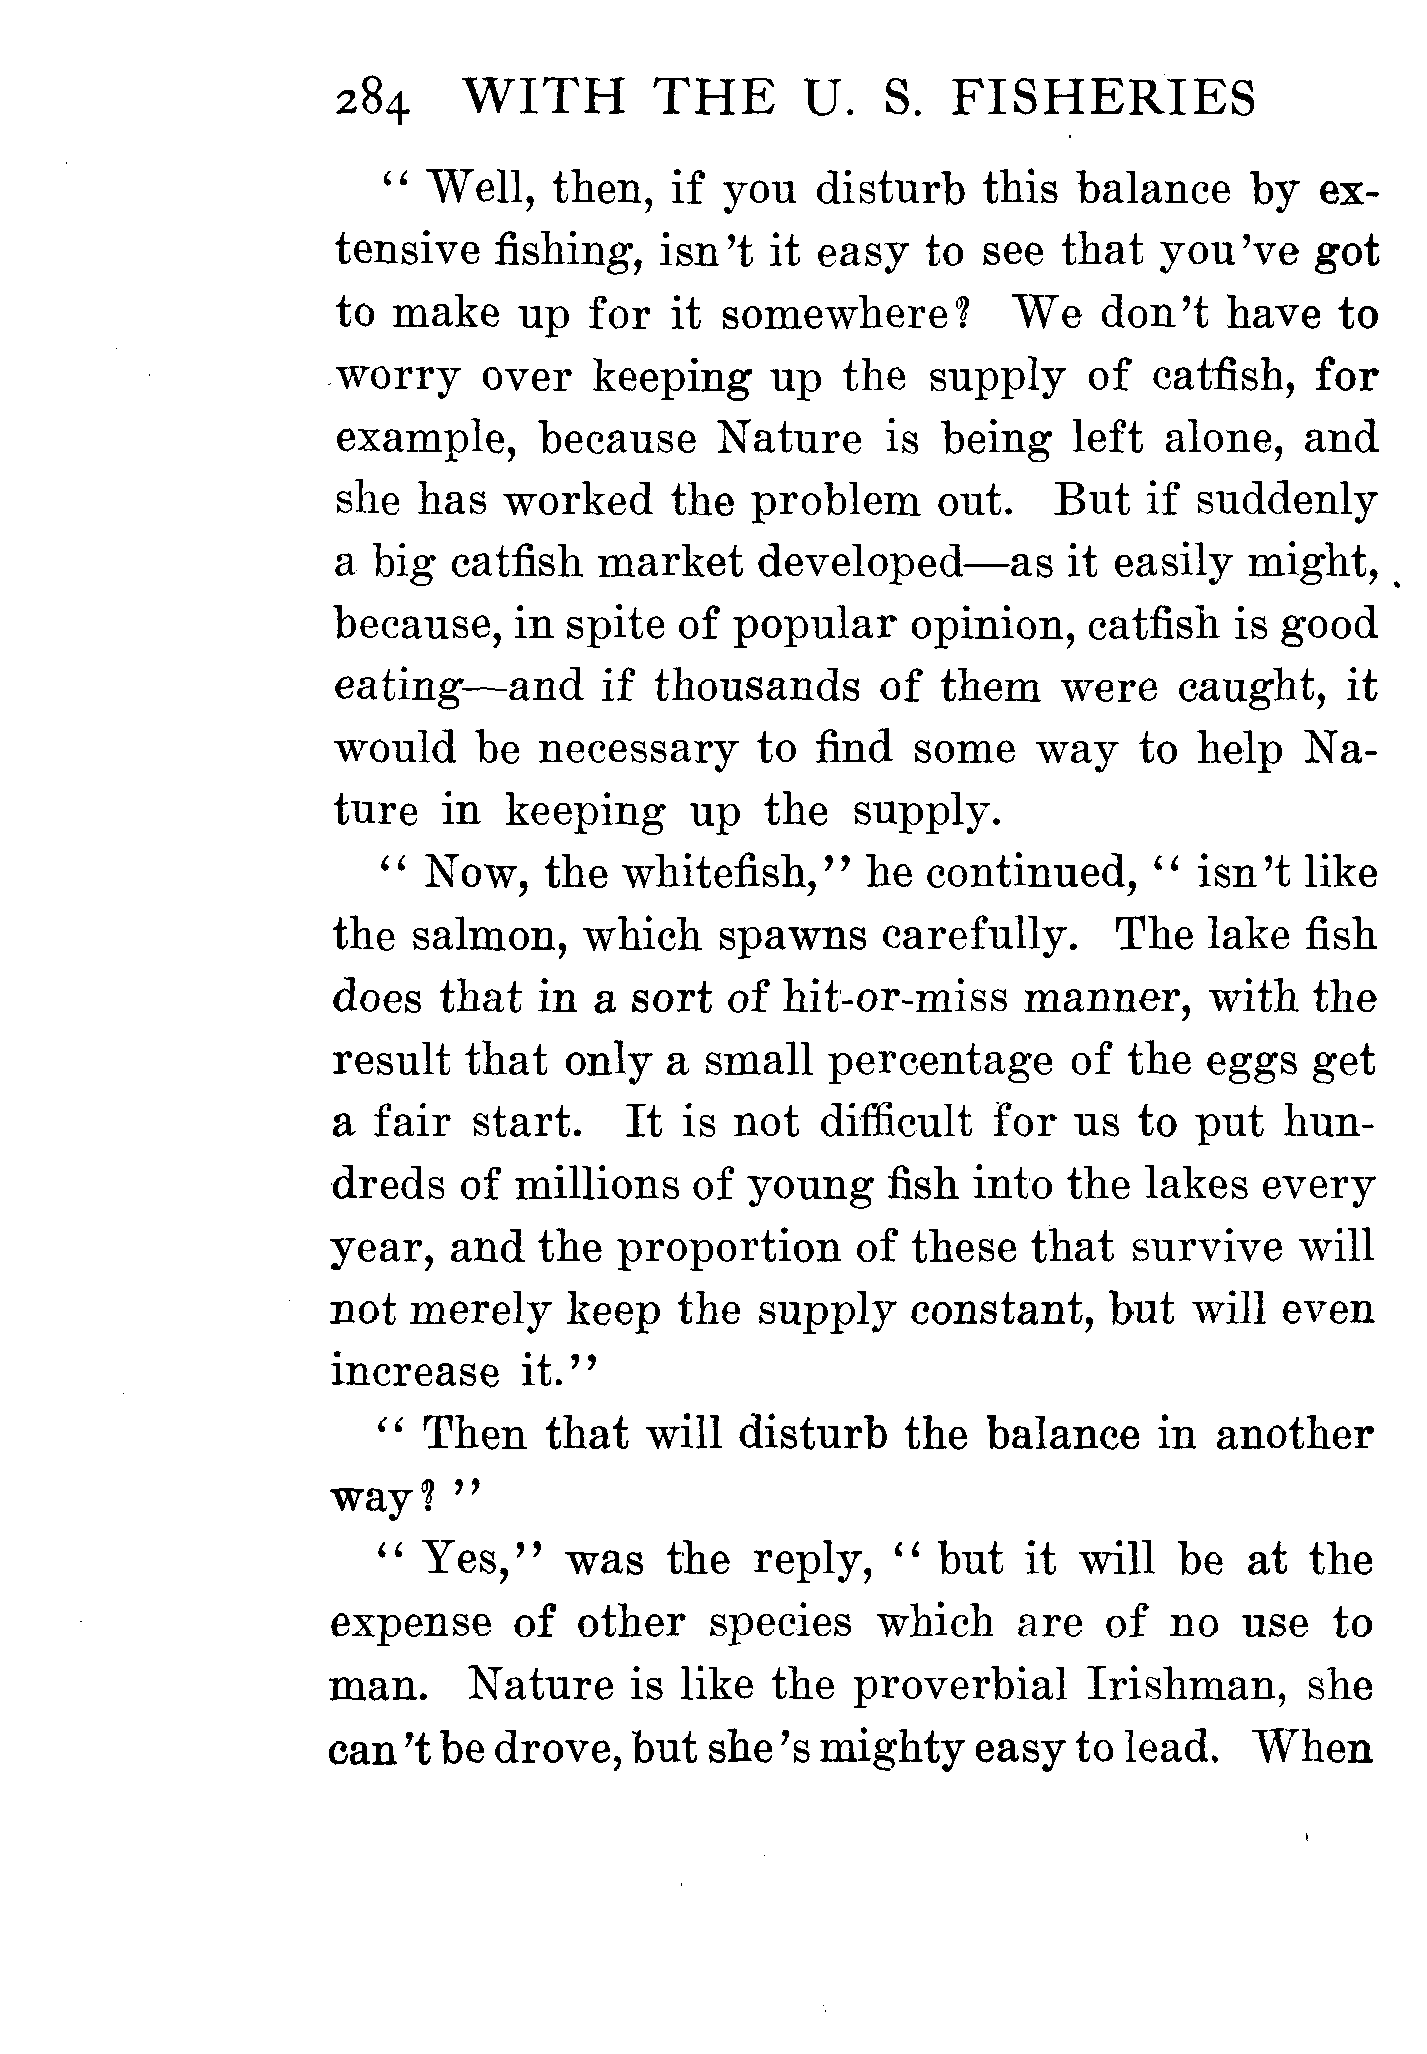 284 WITH THE U. S. FISHERIES
“ Well, then, if you disturb this balance by ex-
tensive fishing, isn't it easy to see that you've got
to make up for it somewhere? We don't have to
worry over keeping up the supply of catfish, for
example, because Nature is being left alone, and
she has worked the problem out. But if suddenly
a big catfish market developed—as it easily might,
because, in spite of popular opinion, catfish is good
eating—and if thousands of them were caught, it
would be necessary to find some way to help Na-
ture in keeping up the supply.
“ Now, the whitefish,” he continued, “ isn't like
the salmon, which spawns carefully. The lake fish
does that in a sort of hit-or-miss manner, with the
result that only a small percentage of the eggs get
a fair start. It is not difficult for us to put hun-
dreds of millions of young fish into the lakes every
year, and the proportion of these that survive will
not merely keep the supply constant, but will even
increase it.”
“ Then that will disturb the balance in another
way? ”
“ Yes,” was the reply, “ but it will be at the
expense of other species which are of no use to
man. Nature is like the proverbial Irishman, she
can't be drove, but she's mighty easy to lead. When